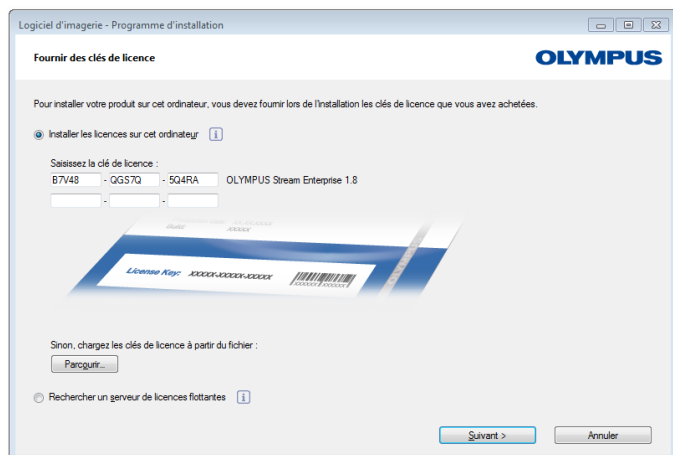 Logiciel d'imagerie - Programme d'installation
Fournir des clés de licence
OLYMPUS
Pour installer votre produit sur cet ordinateur, vous devez fournir lors de l'installation les clés de licence que vous avez achetées.
Installer les licences sur cet ordinateur
Saisissez la clé de licence :
B7V48 - QGS7Q - 5Q4RA OLYMPUS Stream Enterprise 1.8
- -
XXXXX
License Key: XXXXX-XXXXX-XXXXX
Sinon, chargez les clés de licence à partir du fichier :
Parcourir...
Rechercher un serveur de licences flottantes
Suivant >
Annuler